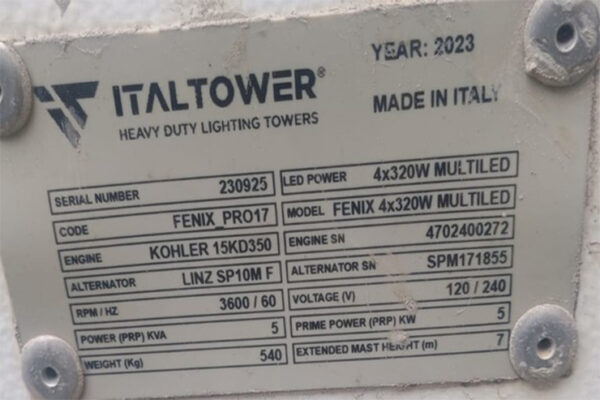 ITALTOWER®
HEAVY DUTY LIGHTING TOWERS
YEAR: 2023
MADE IN ITALY
SERIAL NUMBER 230925
CODE FENIX_PRO17
ENGINE KOHLER 15KD350
ALTERNATOR LINZ SP10M F
RPM / HZ 3600 / 60
POWER (PRP) KVA 5
WEIGHT (Kg) 540
LED POWER 4x320W MULTILED
MODEL FENIX 4x320W MULTILED
ENGINE SN 4702400272
ALTERNATOR SN SPM171855
VOLTAGE (V) 120 / 240
PRIME POWER (PRP) KW 5
EXTENDED MAST HEIGHT (m) 7